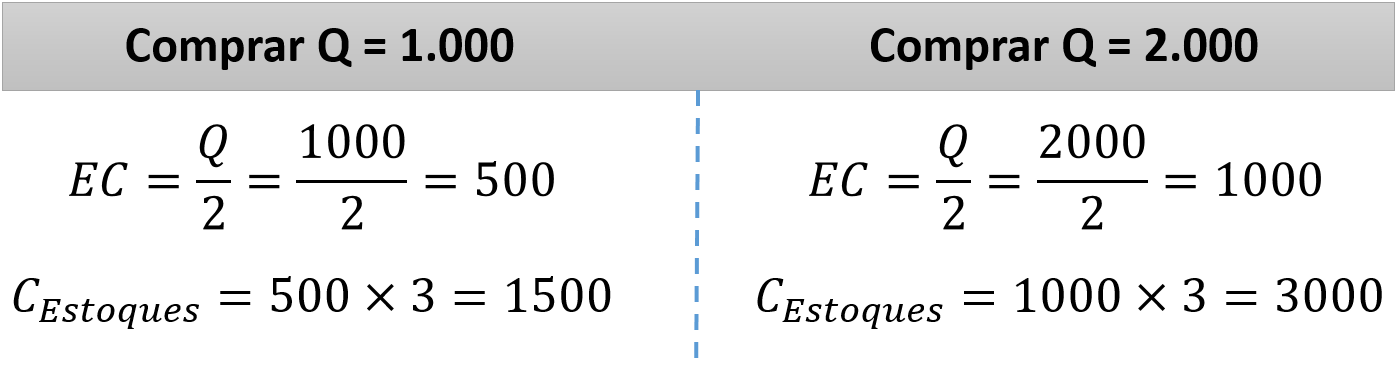 Comprar Q = 1.000
EC = Q/2 = 1000/2 = 500
C_Estoques = 500 × 3 = 1500
Comprar Q = 2.000
EC = Q/2 = 2000/2 = 1000
C_Estoques = 1000 × 3 = 3000